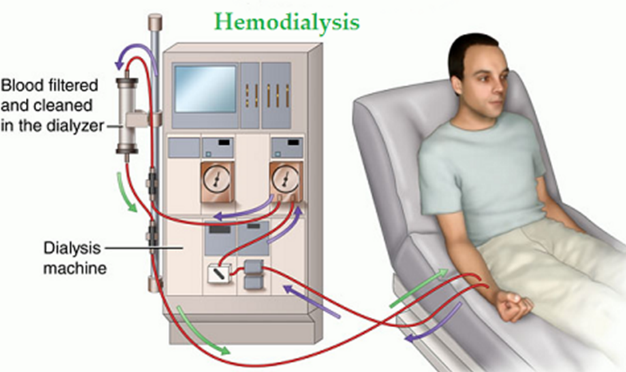 Hemodialysis
Blood filtered
and cleaned
in the dialyzer
Dialysis
machine